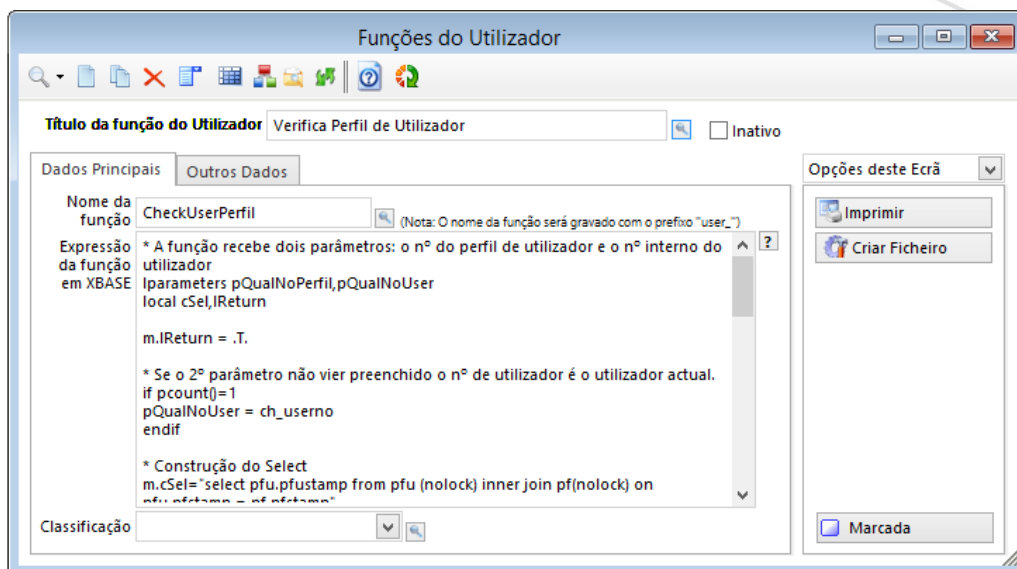 Funções do Utilizador
Título da função do Utilizador Verifica Perfil de Utilizador Inativo
Dados Principais Outros Dados Opções deste Ecrã
Nome da função CheckUserPerfil (Nota: O nome da função será gravado com o prefixo "user_")
Imprimir
Criar Ficheiro
Expressão da função em XBASE
* A função recebe dois parâmetros: o nº do perfil de utilizador e o nº interno do
utilizador
lparameters pQualNoPerfil,pQualNoUser
local cSel,lReturn
m.lReturn = .T.
* Se o 2º parâmetro não vier preenchido o nº de utilizador é o utilizador actual.
if pcount()=1
pQualNoUser = ch_userno
endif
* Construção do Select
m.cSel="select pfu.pfustamp from pfu (nolock) inner join pf(nolock) on
pfu.pfstamp = pf.pfstamp"
?
Classificação
Marcada